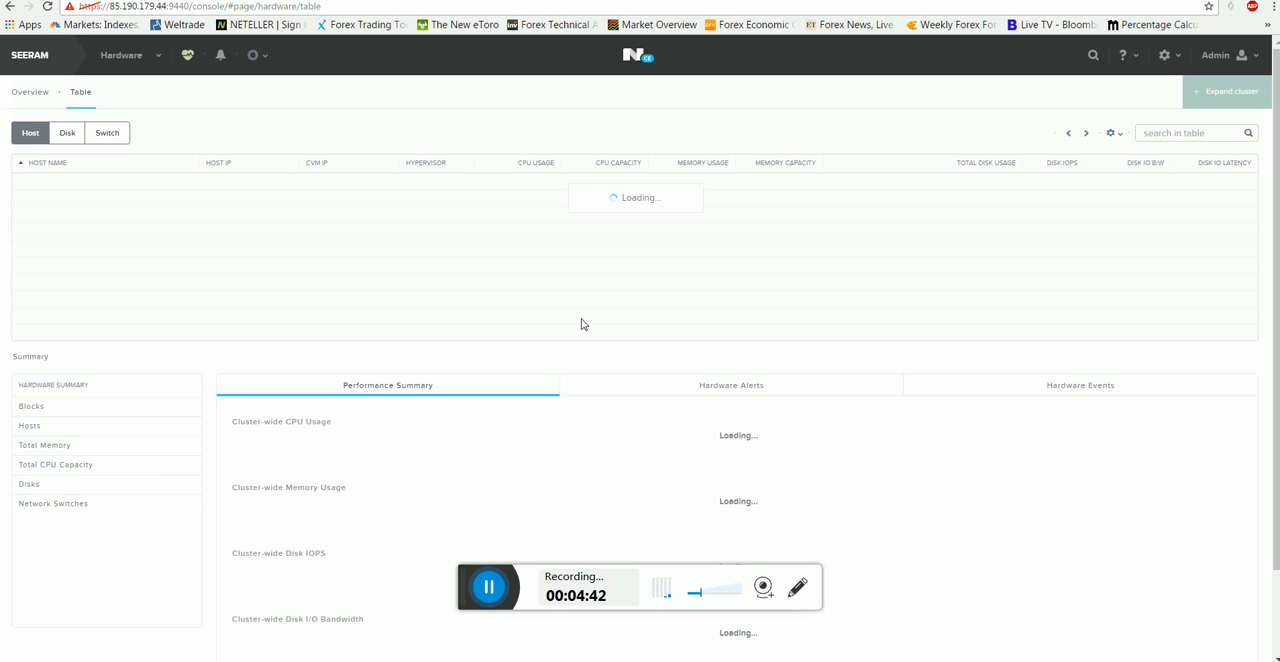 https://85.190.179.44:9440/console/#page/hardware/table
Apps Markets: Indexes, Weltrade NETELLER | Sign Forex Trading To The New eToro Forex Technical A Market Overview Forex Economic C Forex News, Live Weekly Forex For Live TV - Bloomb Percentage Calcu »
SEERAM Hardware N CE ? Admin
Overview · Table + Expand cluster
Host Disk Switch search in table
HOST NAME HOST IP CVM IP HYPERVISOR CPU USAGE CPU CAPACITY MEMORY USAGE MEMORY CAPACITY TOTAL DISK USAGE DISK IOPS DISK IO B/W DISK IO LATENCY
Loading...
Summary
HARDWARE SUMMARY
Blocks
Hosts
Total Memory
Total CPU Capacity
Disks
Network Switches
Performance Summary Hardware Alerts Hardware Events
Cluster-wide CPU Usage
Loading...
Cluster-wide Memory Usage
Loading...
Cluster-wide Disk IOPS
Recording...
00:04:42
Cluster-wide Disk I/O Bandwidth
Loading...